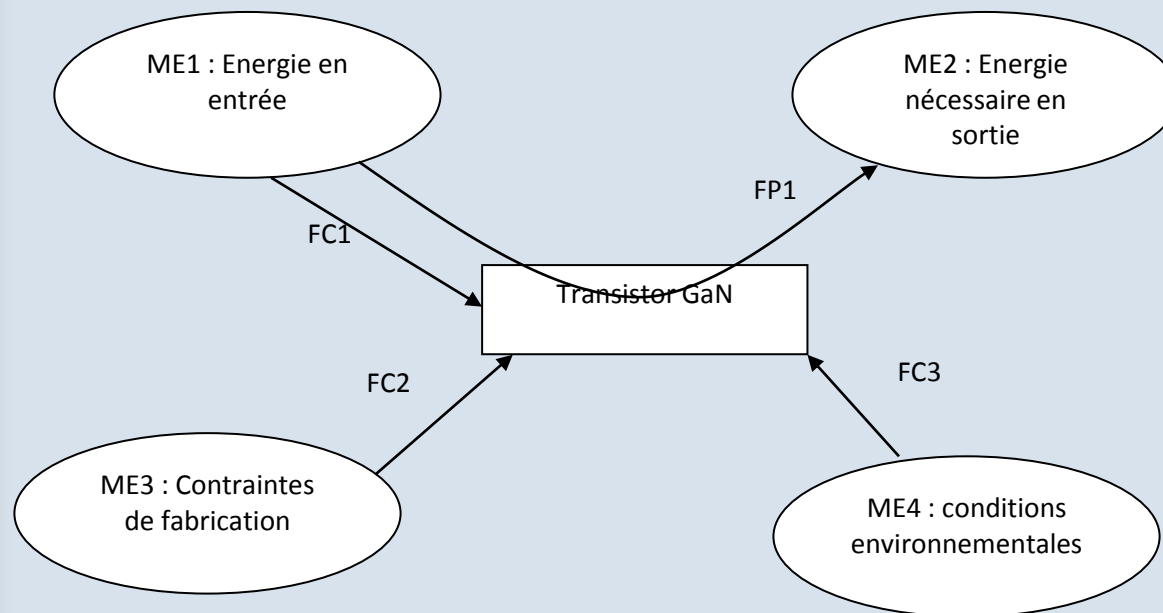 ME1 : Energie en
entrée
ME2 : Energie
nécessaire en
sortie
FP1
FC1
Transistor GaN
FC2
FC3
ME3 : Contraintes
de fabrication
ME4 : conditions
environnementales